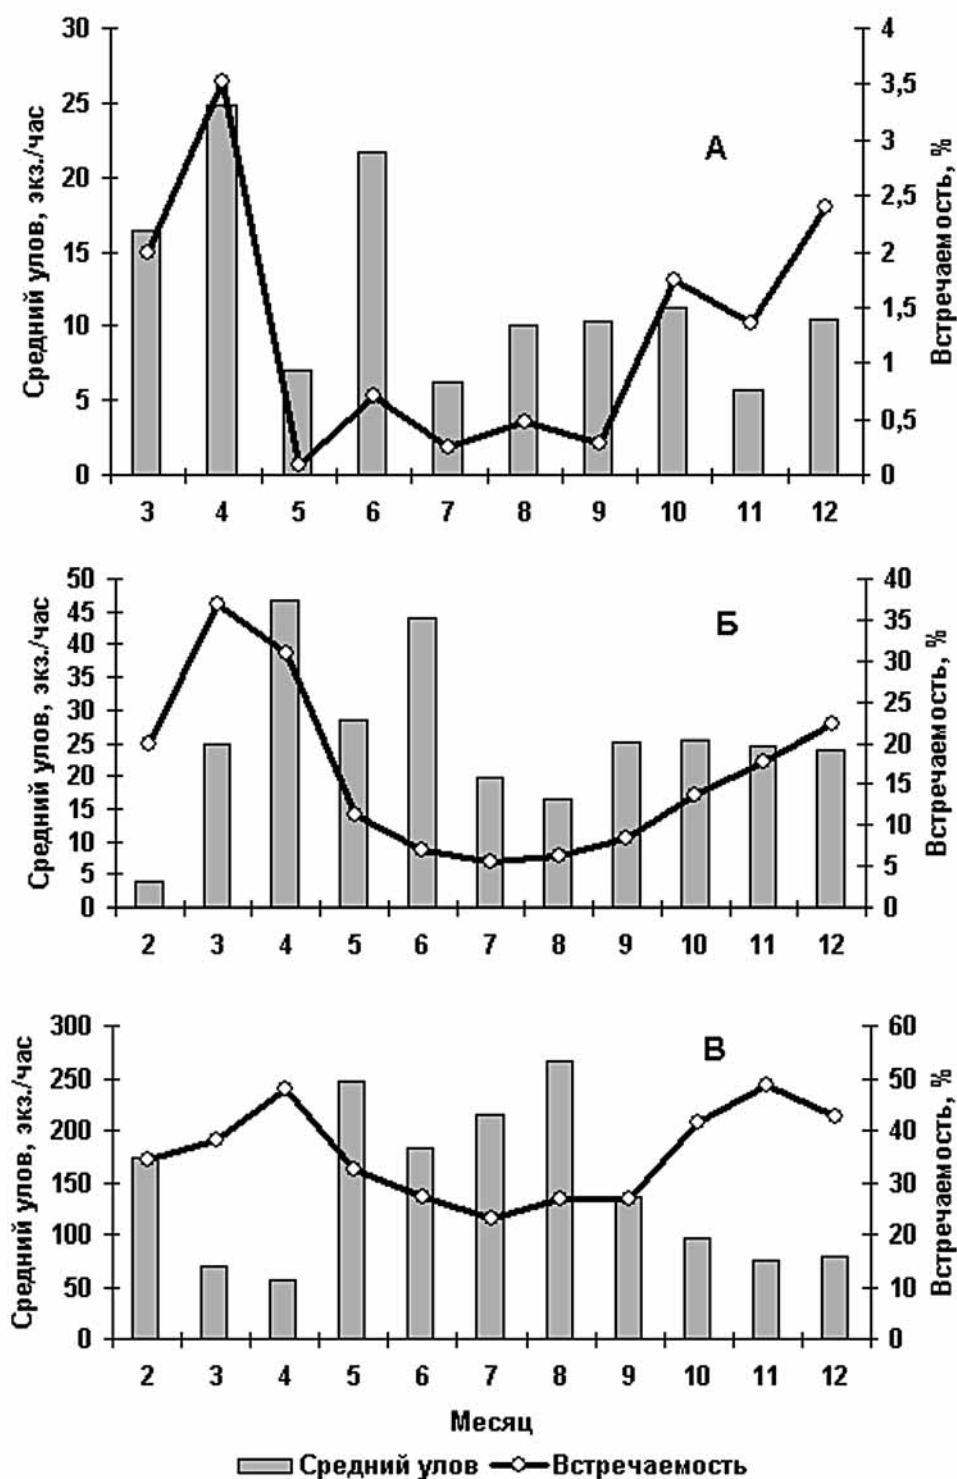 30 4
25 3,5
20 А 3
15 2,5
10 2
5 1,5
0 1
0,5
0
Средний улов, экз./час
Встречаемость, %
3 4 5 6 7 8 9 10 11 12
50 40
45 35
40 Б 30
35 25
30 20
25 15
20 10
15 5
10 0
5
0
Средний улов, экз./час
Встречаемость, %
2 3 4 5 6 7 8 9 10 11 12
300 60
250 В 50
200 40
150 30
100 20
50 10
0 0
Средний улов, экз./час
Встречаемость, %
2 3 4 5 6 7 8 9 10 11 12
Месяц
Средний улов Встречаемость